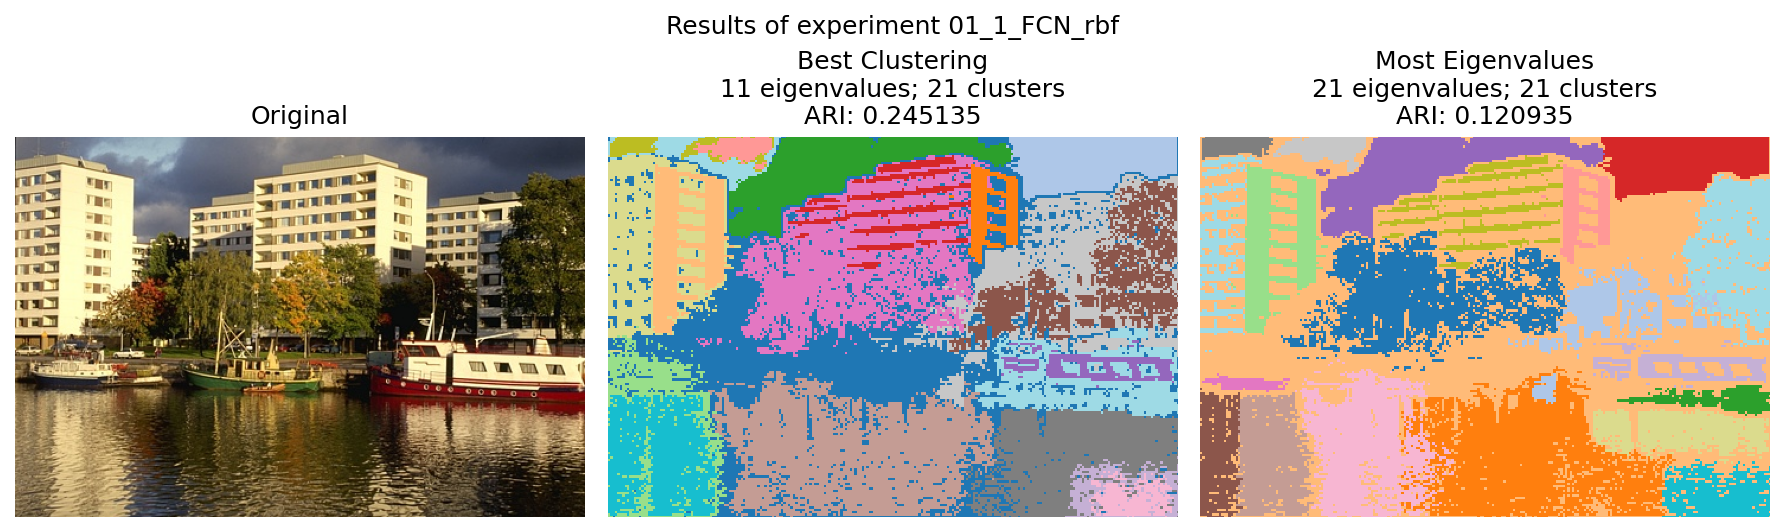 Results of experiment 01_1_FCN_rbf
Original
Best Clustering
11 eigenvalues; 21 clusters
ARI: 0.245135
Most Eigenvalues
21 eigenvalues; 21 clusters
ARI: 0.120935